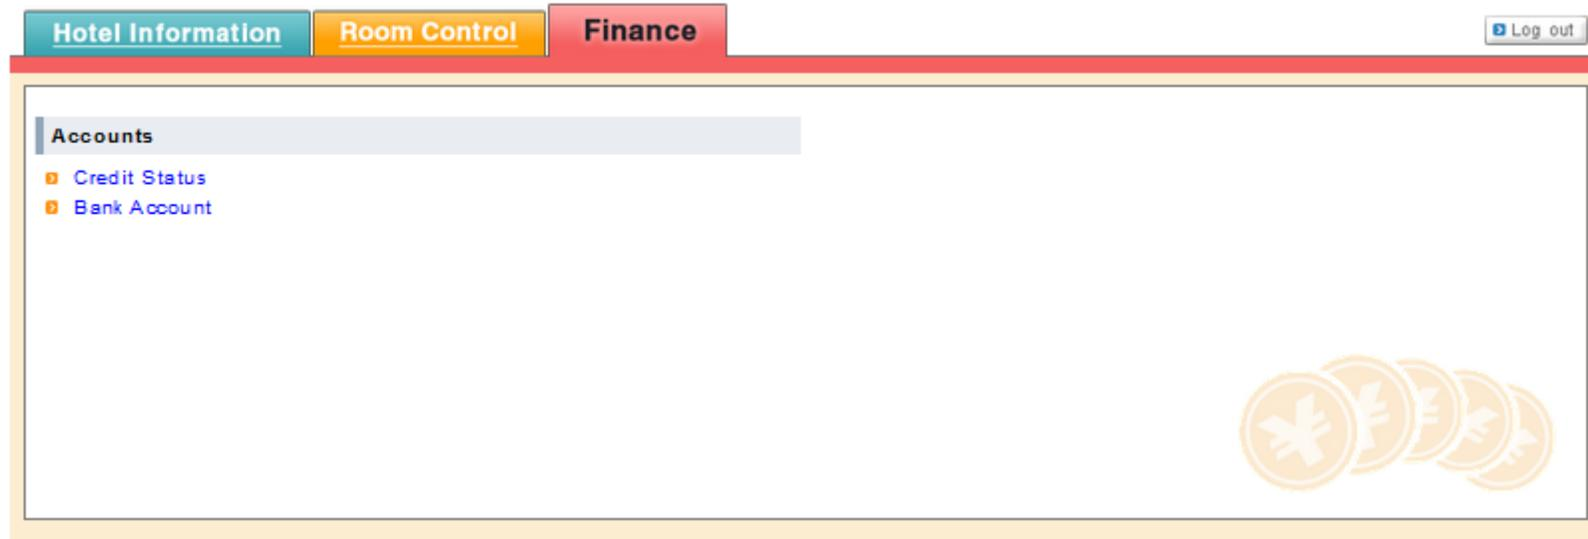 Hotel Information
Room Control
Finance
Log out
Accounts
Credit Status
Bank Account